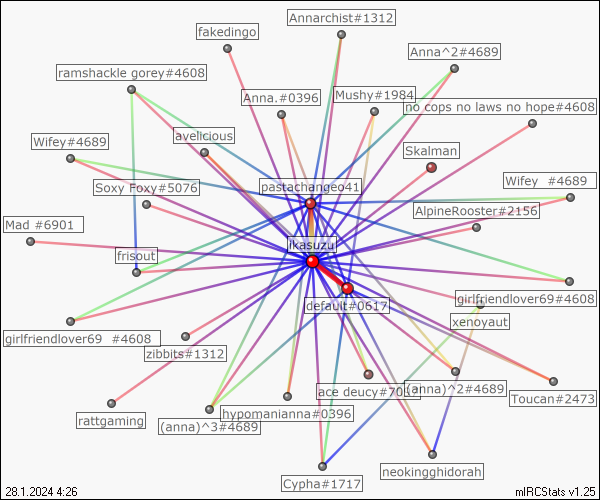 Annarchist#1312
fakedingo
Anna^2#4689
ramshackle gorey#4608
Anna.#0396
Mushy#1984
no cops no laws no hope#4608
avelicious
Wifey#4689
Skalman
pastachangeo41
Soxy Foxy#5076
Wifey #4689
AlpineRooster#2156
Mad #6901
ikasuzu
frisout
default#0617
girlfriendlover69#4608
xenoyaut
girlfriendlover69 #4608
zibbits#1312
ace deucy#70
(anna)^2#4689
Toucan#2473
rattgaming
hypomanianna#0396
(anna)^3#4689
neokingghidorah
Cypha#1717
28.1.2024 4:26
mIRCStats v1.25